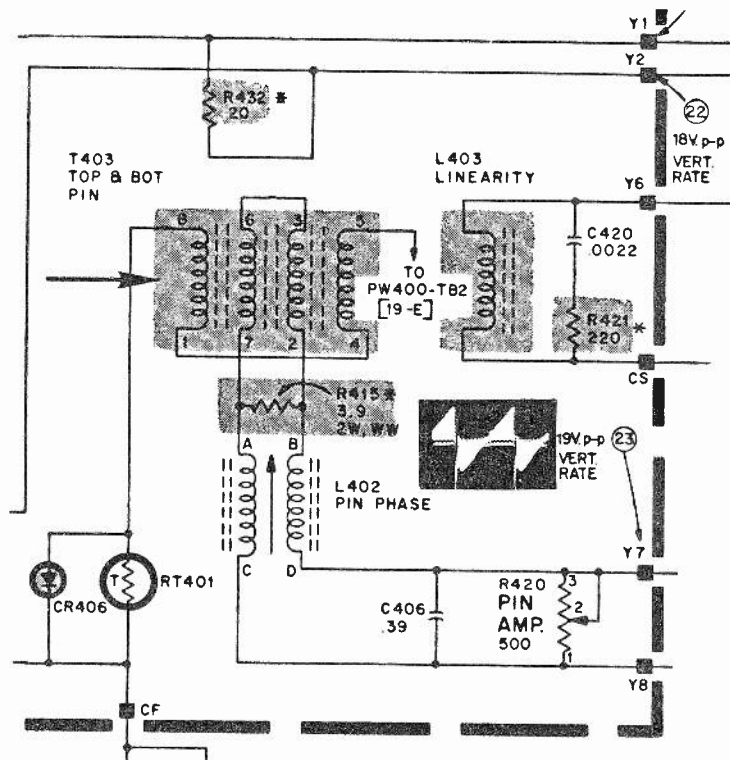 Y1
Y2
R432 *
20
22
18V. p-p
VERT.
RATE
T403
TOP & BOT
PIN
L403
LINEARITY
Y6
8
6
3
5
C420
.0022
TO
PW400-TB2
[19-E]
R421 *
220
1
7
2
4
CS
R415 *
3.9
2W, WW
A
B
19V. p-p
VERT.
RATE
23
L402
PIN PHASE
Y7
C
D
CR406
T
RT401
C406
.39
R420
PIN
AMP.
500
3
2
1
Y8
CF